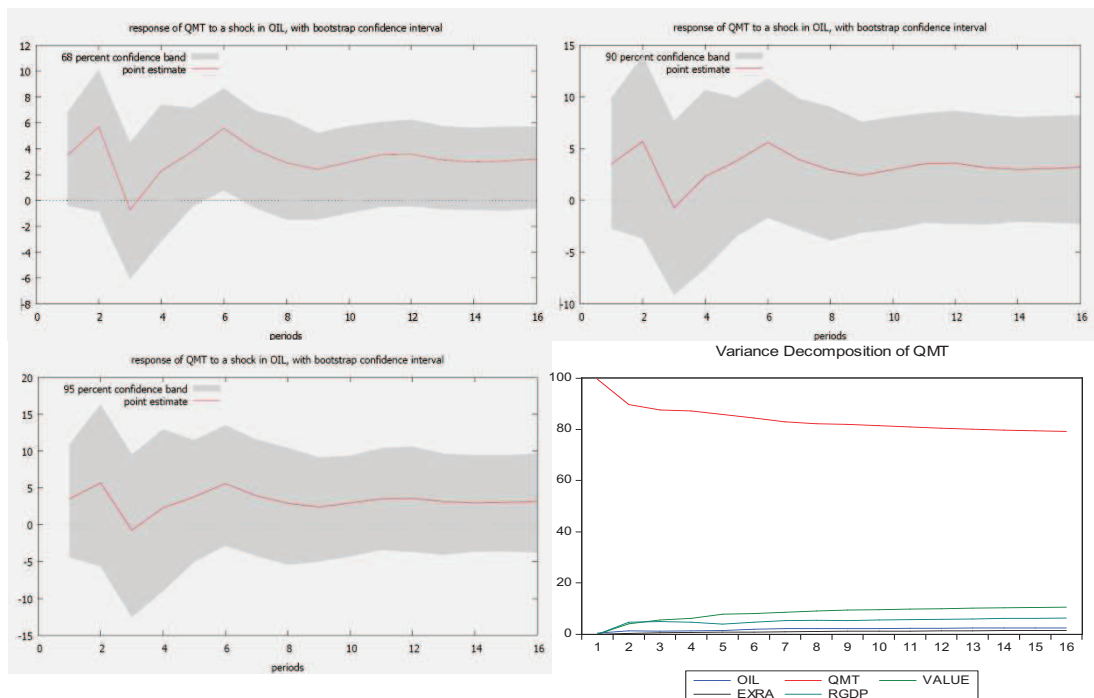 response of QMT to a shock in OIL, with bootstrap confidence interval
12
10
8
6
4
2
0
-2
-4
-6
-8
68 percent confidence band
point estimate
0 2 4 6 8 10 12 14 16
periods
response of QMT to a shock in OIL, with bootstrap confidence interval
15
10
5
0
-5
-10
90 percent confidence band
point estimate
0 2 4 6 8 10 12 14 16
periods
response of QMT to a shock in OIL, with bootstrap confidence interval
20
15
10
5
0
-5
-10
-15
95 percent confidence band
point estimate
0 2 4 6 8 10 12 14 16
periods
Variance Decomposition of QMT
100
80
60
40
20
0
1 2 3 4 5 6 7 8 9 10 11 12 13 14 15 16
OIL QMT VALUE
EXRA RGDP